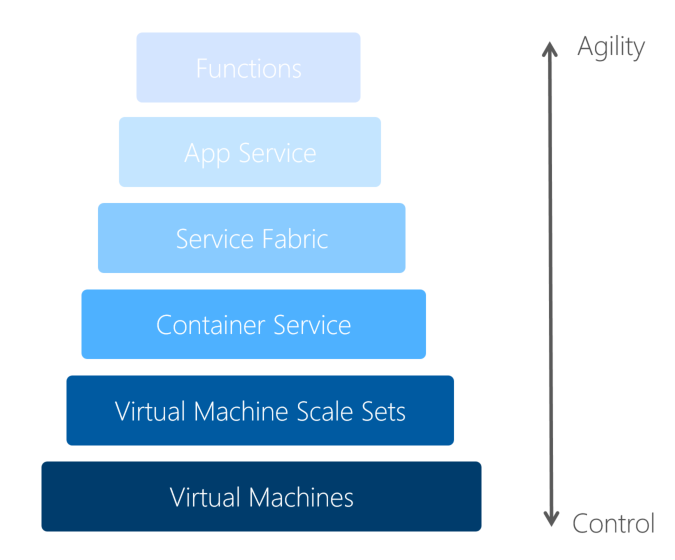 Functions
Agility
App Service
Service Fabric
Container Service
Virtual Machine Scale Sets
Virtual Machines
Control